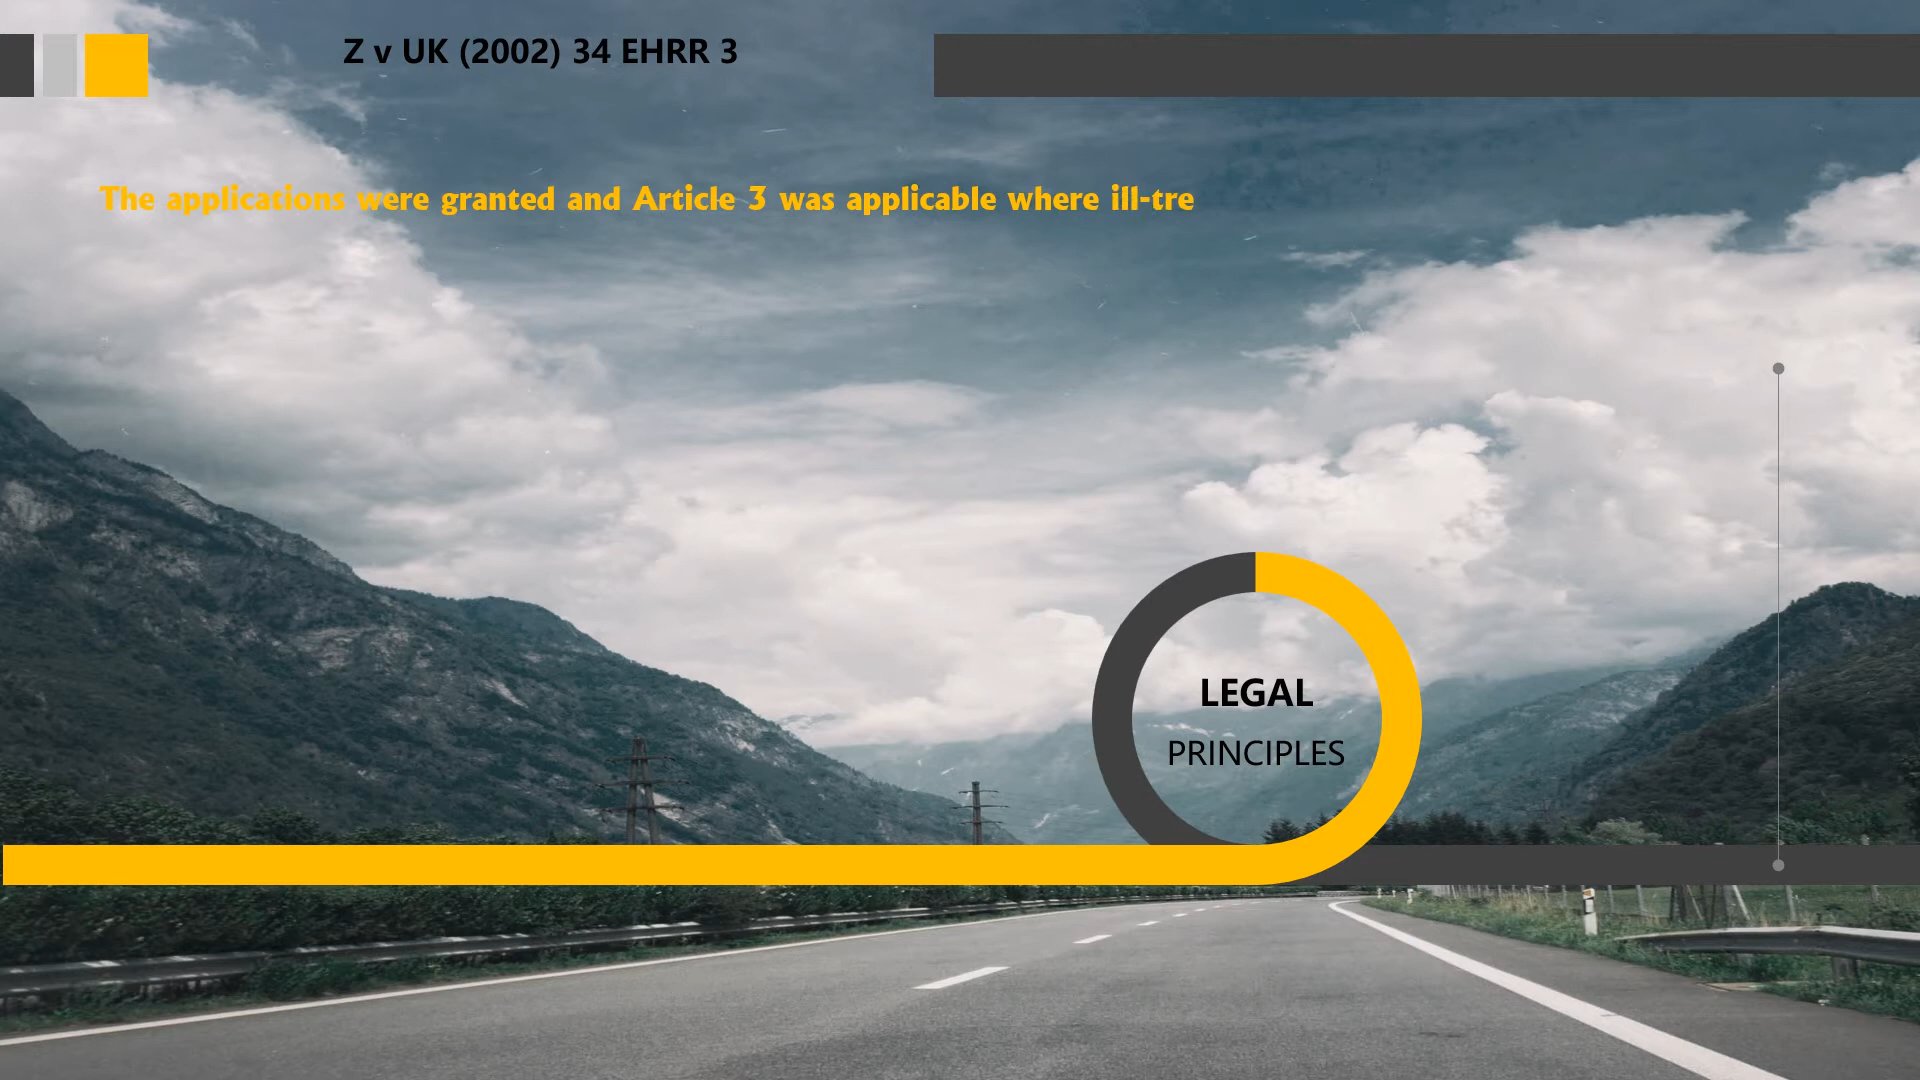 Z v UK (2002) 34 EHRR 3
The applications were granted and Article 3 was applicable where ill-tre
LEGAL
PRINCIPLES